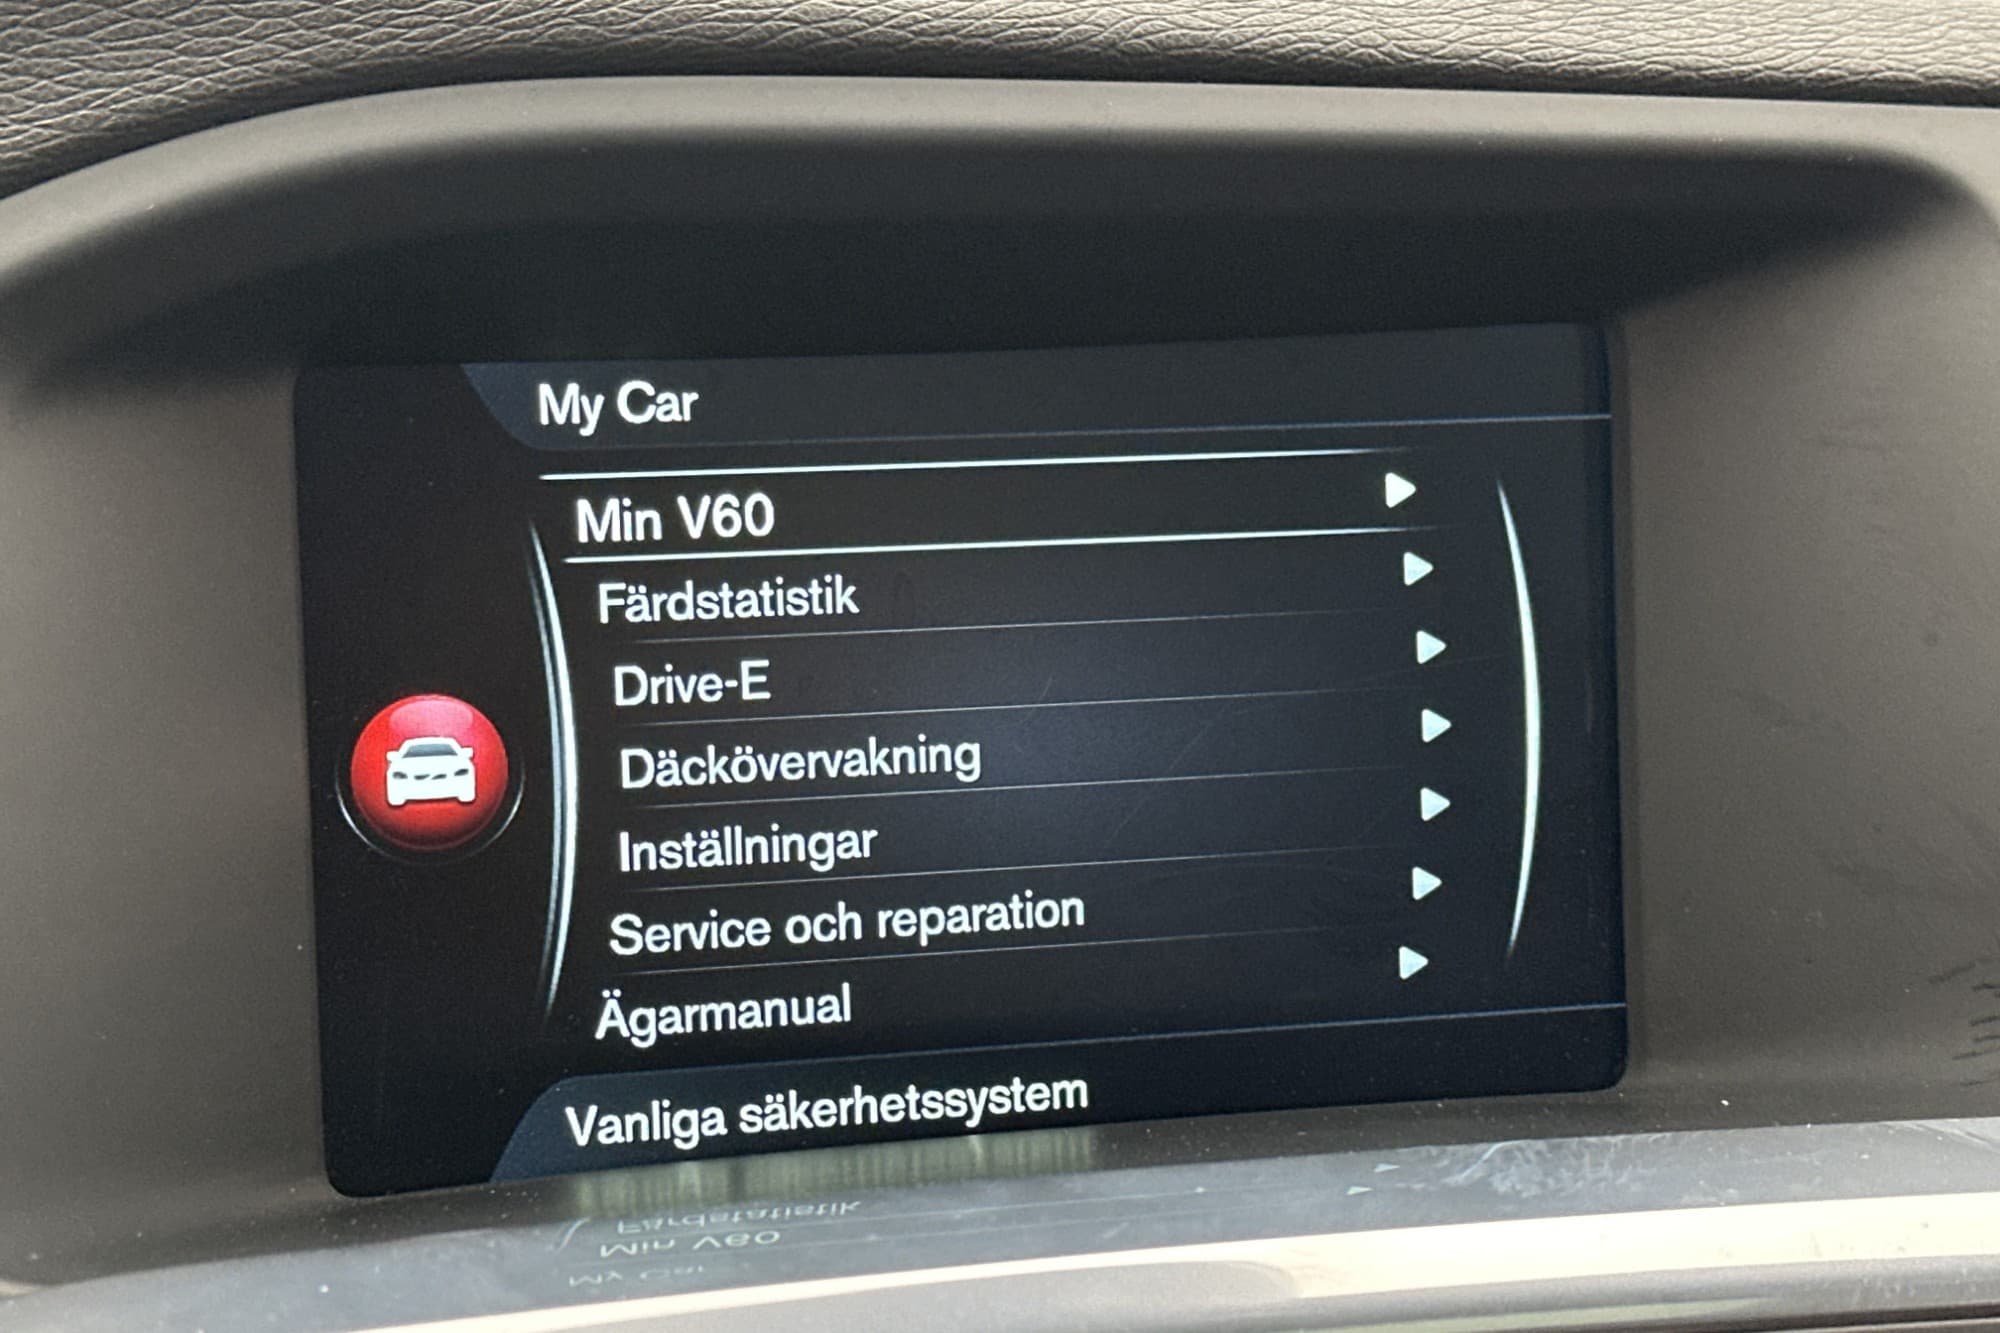 My Car
Min V60
Färdstatistik
Drive-E
Däckövervakning
Inställningar
Service och reparation
Ägarmanual
Vanliga säkerhetssystem